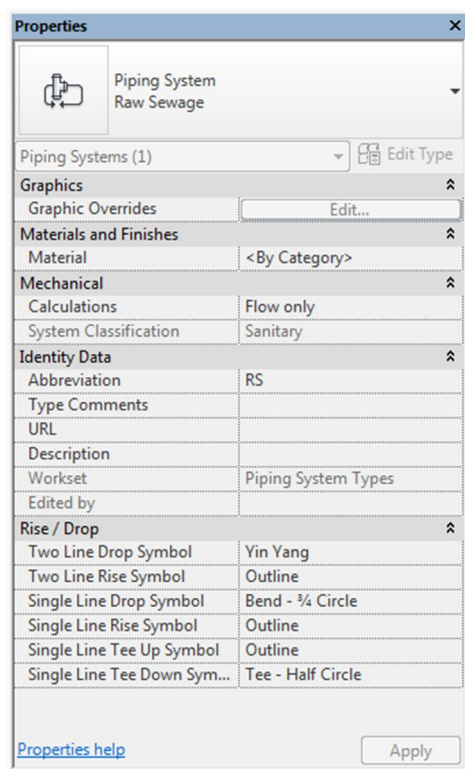 Properties
Piping System
Raw Sewage
Piping Systems (1) Edit Type
Graphics
Graphic Overrides Edit...
Materials and Finishes
Material <By Category>
Mechanical
Calculations Flow only
System Classification Sanitary
Identity Data
Abbreviation RS
Type Comments
URL
Description
Workset Piping System Types
Edited by
Rise / Drop
Two Line Drop Symbol Yin Yang
Two Line Rise Symbol Outline
Single Line Drop Symbol Bend - ¾ Circle
Single Line Rise Symbol Outline
Single Line Tee Up Symbol Outline
Single Line Tee Down Sym... Tee - Half Circle
Properties help Apply